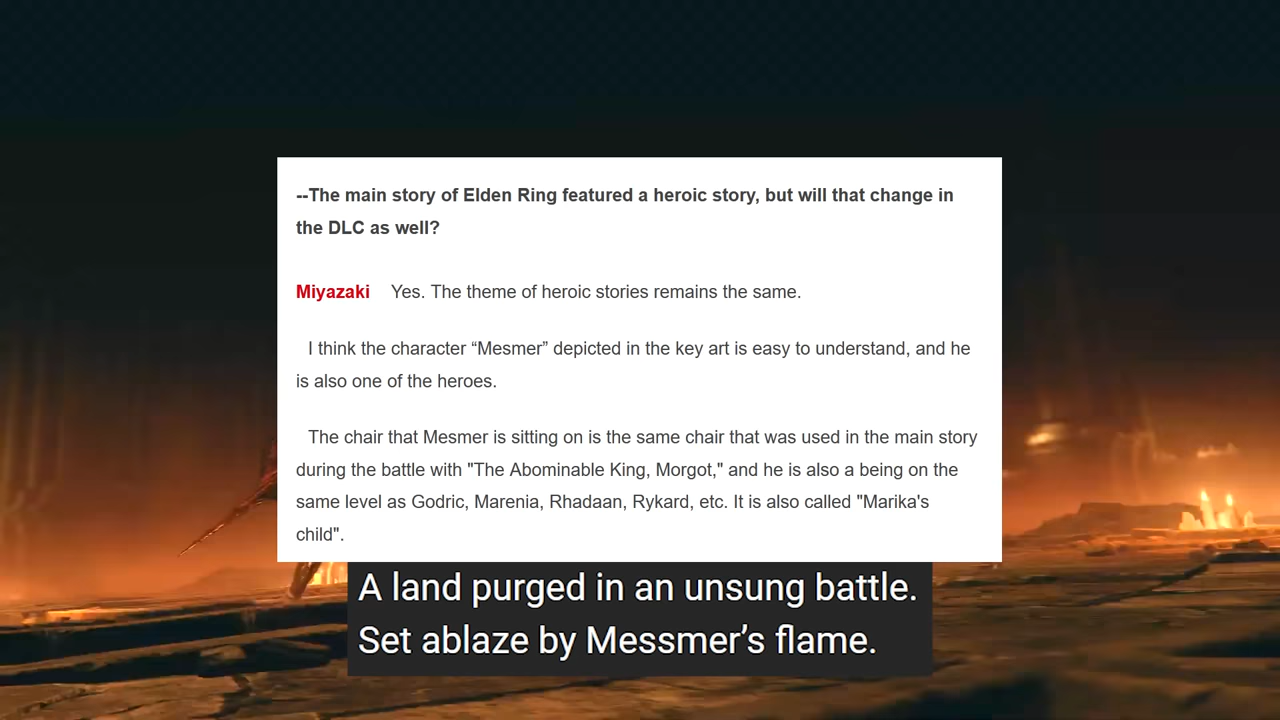 --The main story of Elden Ring featured a heroic story, but will that change in
the DLC as well?
Miyazaki Yes. The theme of heroic stories remains the same.
I think the character “Mesmer” depicted in the key art is easy to understand, and he
is also one of the heroes.
The chair that Mesmer is sitting on is the same chair that was used in the main story
during the battle with "The Abominable King, Morgot," and he is also a being on the
same level as Godric, Marenia, Rhadaan, Rykard, etc. It is also called "Marika's
child".
A land purged in an unsung battle.
Set ablaze by Messmer’s flame.